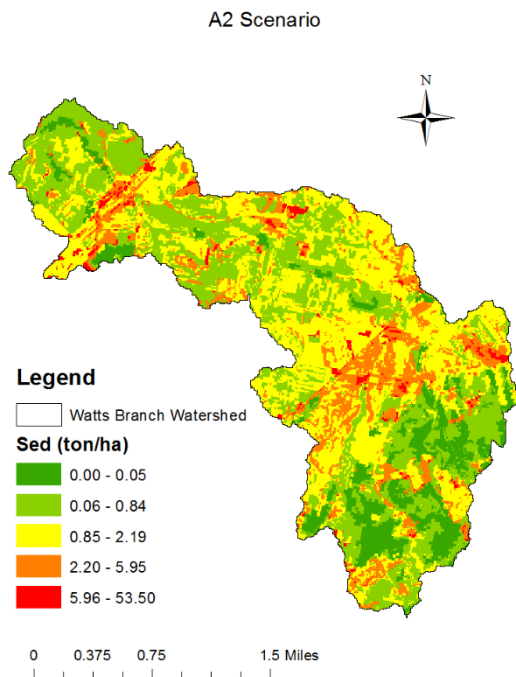 A2 Scenario
N
Legend
Watts Branch Watershed
Sed (ton/ha)
0.00 - 0.05
0.06 - 0.84
0.85 - 2.19
2.20 - 5.95
5.96 - 53.50
0 0.375 0.75 1.5 Miles